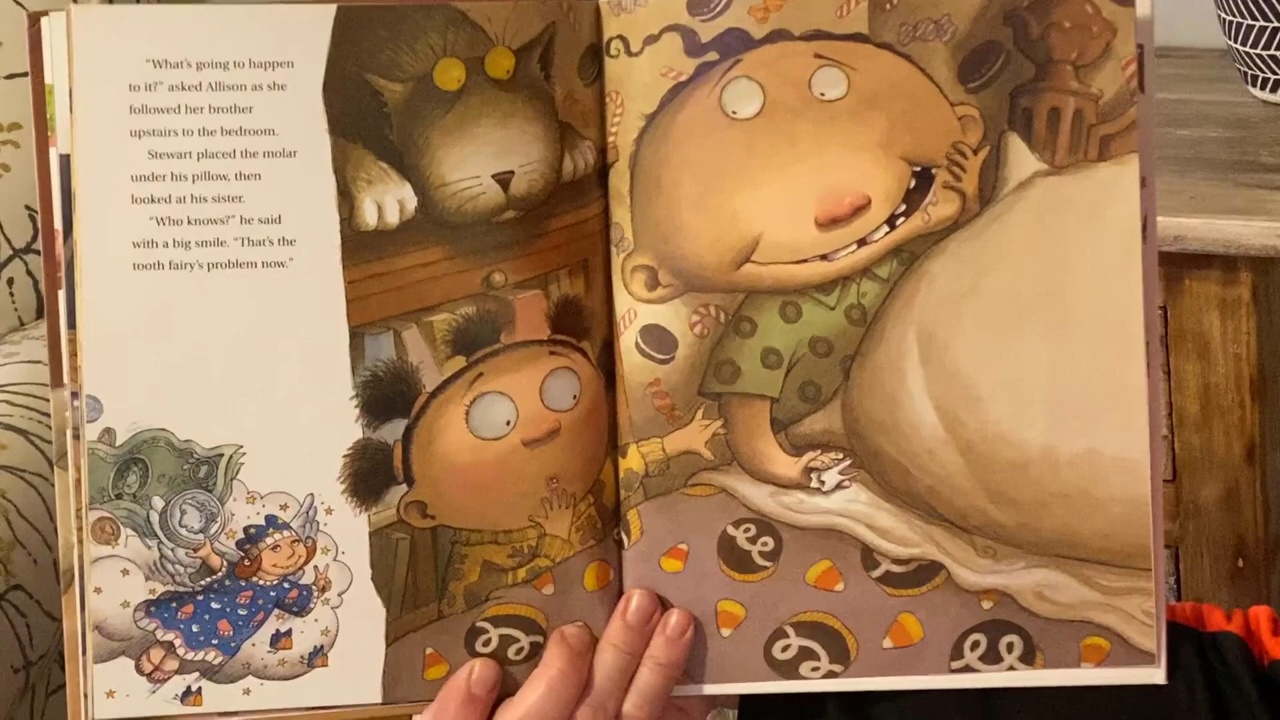 "What's going to happen
to it?" asked Allison as she
followed her brother
upstairs to the bedroom.
Stewart placed the molar
under his pillow, then
looked at his sister.
"Who knows?" he said
with a big smile. "That's the
tooth fairy's problem now."